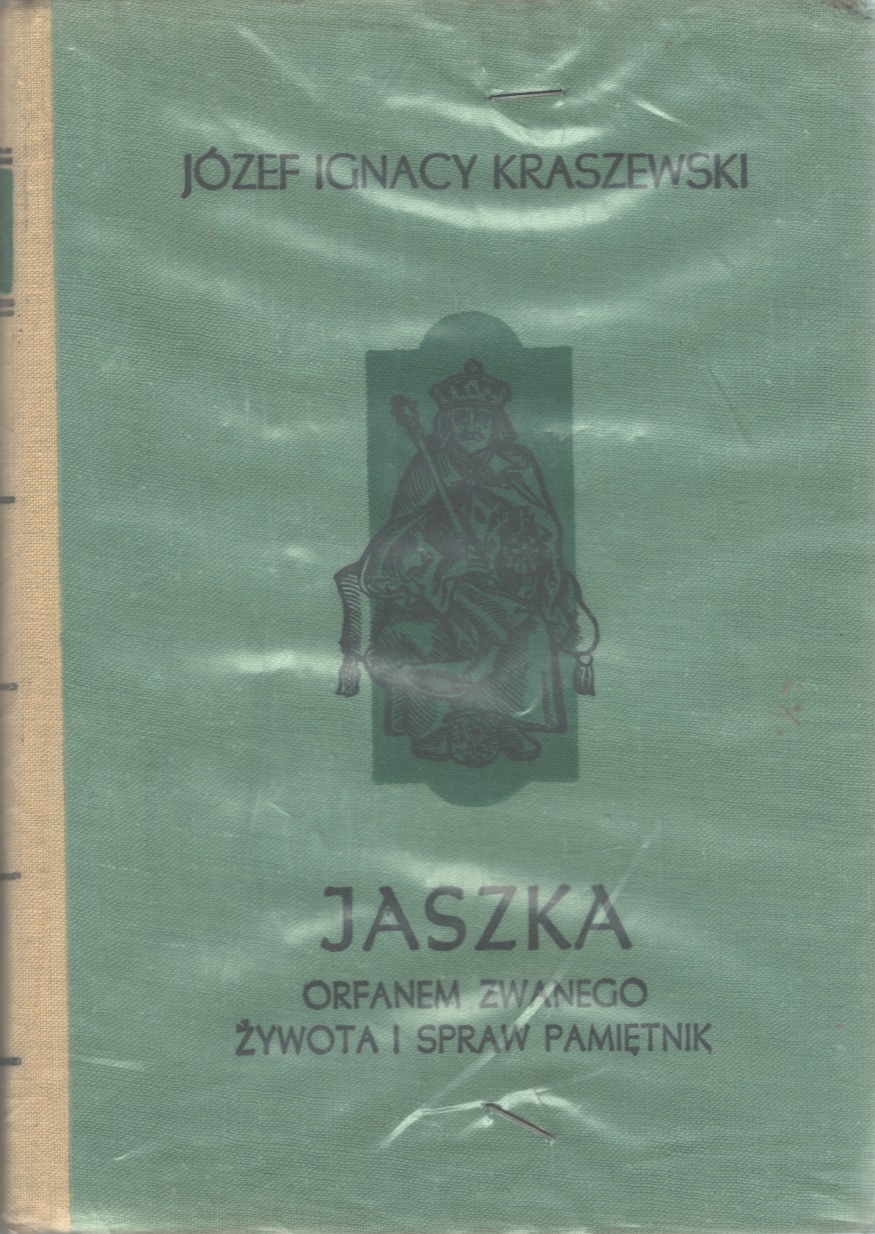 JÓZEF IGNACY KRASZEWSKI
JASZKA
ORFANEM ZWANEGO
ŻYWOTA I SPRAW PAMIĘTNIK